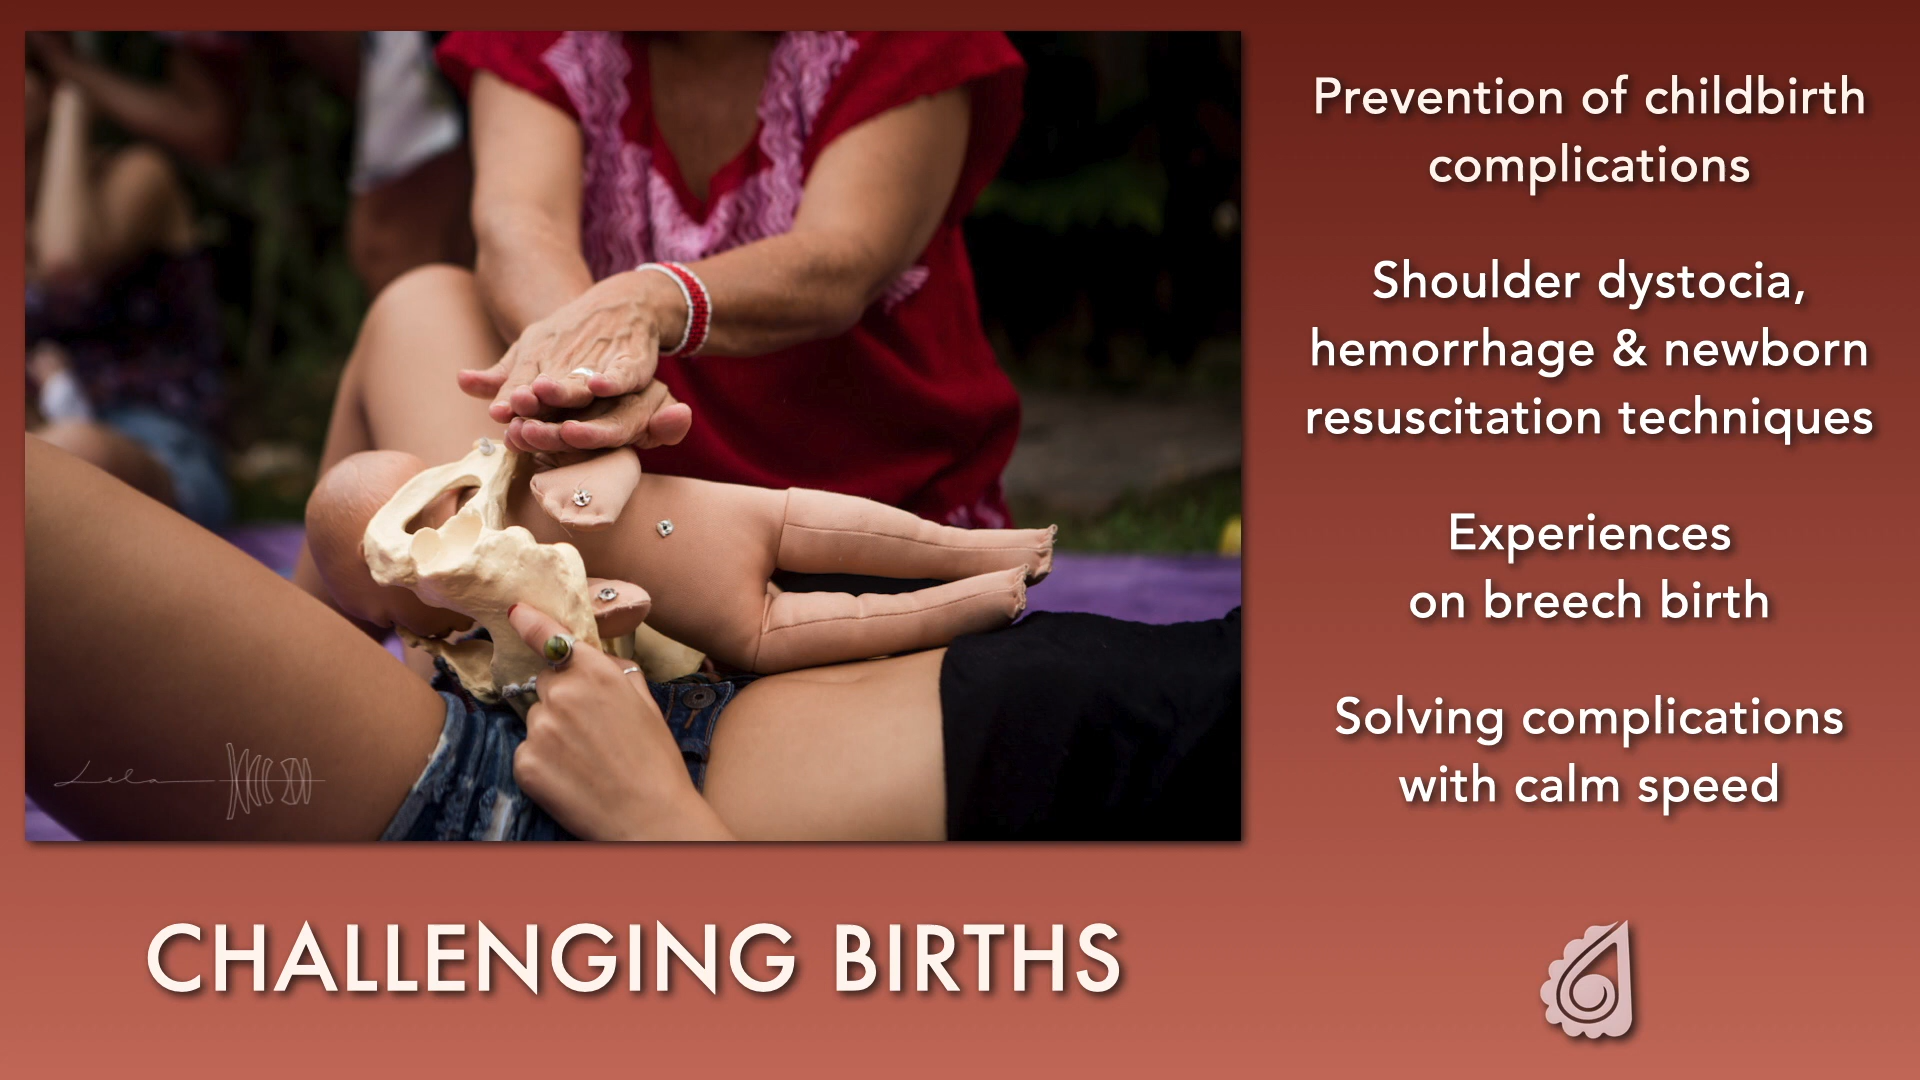 Prevention of childbirth
complications
Shoulder dystocia,
hemorrhage & newborn
resuscitation techniques
Experiences
on breech birth
Solving complications
with calm speed
Lela
CHALLENGING BIRTHS